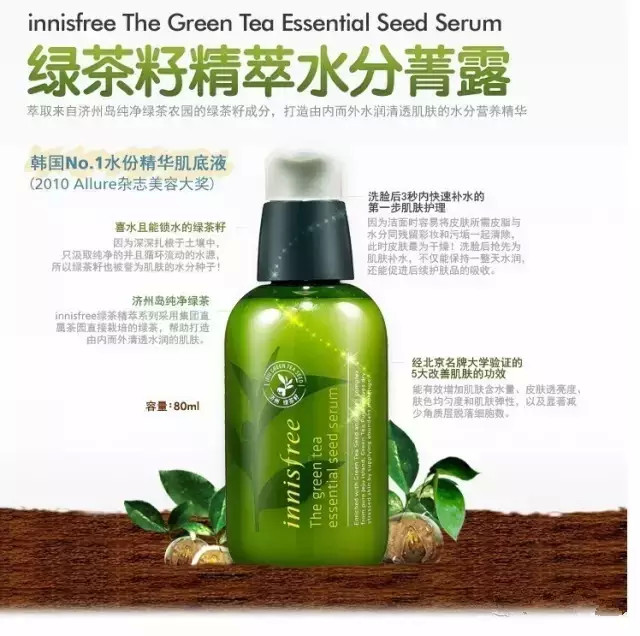 innisfree The Green Tea Essential Seed Serum
绿茶籽精萃水分菁露
萃取来自济州岛纯净绿茶农园的绿茶籽成分，打造由内而外水润清透肌肤的水分营养精华
韩国No.1水份精华肌底液
(2010 Allure杂志美容大奖)
喜水且能锁水的绿茶籽
因为深深扎根于土壤中，
只汲取纯净的并且循环流动的水源，
所以绿茶籽也被誉为肌肤的水分种子！
济州岛纯净绿茶
innisfree绿茶精萃系列采用集团直
属茶园直接栽培的绿茶，帮助打造
由内而外清透水润的肌肤。
容量：80ml
洗脸后3秒内快速补水的
第一步肌肤护理
因为洁面时容易将皮肤所需皮脂与
水分同残留彩妆和污垢一起清除，
此时皮肤最为干燥！洗脸后抢先为
肌肤补水，不仅能保持一整天水润，
还能促进后续护肤品的吸收。
经北京名牌大学验证的
5大改善肌肤的功效
能有效增加肌肤含水量、皮肤透亮度、
肤色均匀度和肌肤弹性，以及显著减
少角质层脱落细胞数。
innisfree
The green tea
essential seed serum